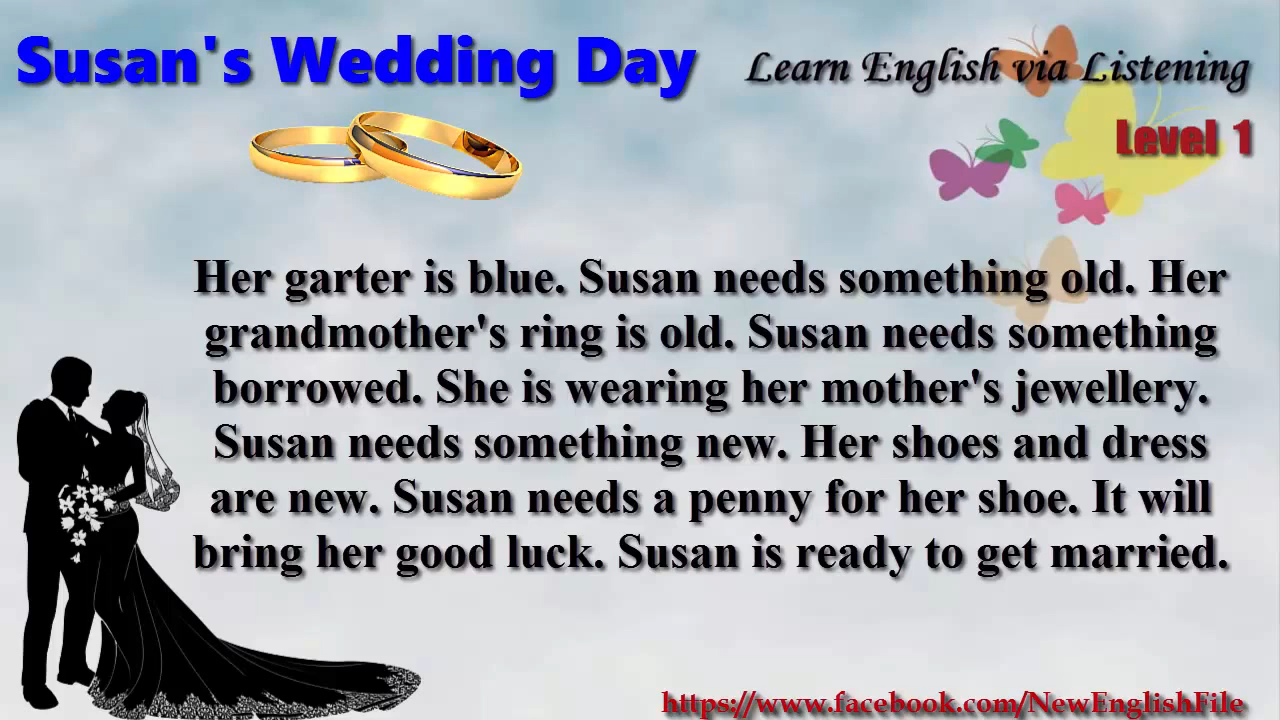 Susan's Wedding Day
Learn English via Listening
Level 1
Her garter is blue. Susan needs something old. Her
grandmother's ring is old. Susan needs something
borrowed. She is wearing her mother's jewellery.
Susan needs something new. Her shoes and dress
are new. Susan needs a penny for her shoe. It will
bring her good luck. Susan is ready to get married.
https://www.facebook.com/NewEnglishFile